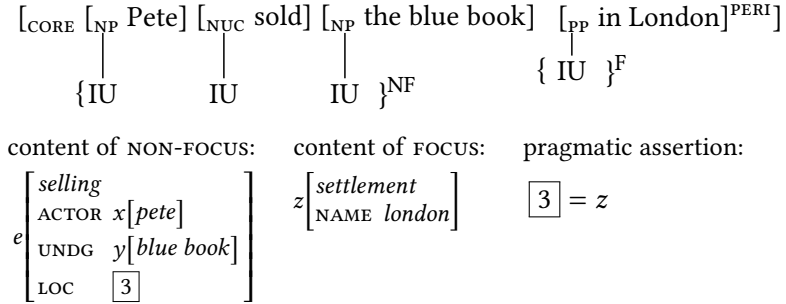 [CORE [NP Pete] [NUC sold] [NP the blue book] [PP in London]PERI]
{IU IU IU }NF { IU }F
content of NON-FOCUS: content of FOCUS: pragmatic assertion:
selling settlement
ACTOR x[pete] z NAME london 3 = z
e UNDG y[blue book]
LOC 3